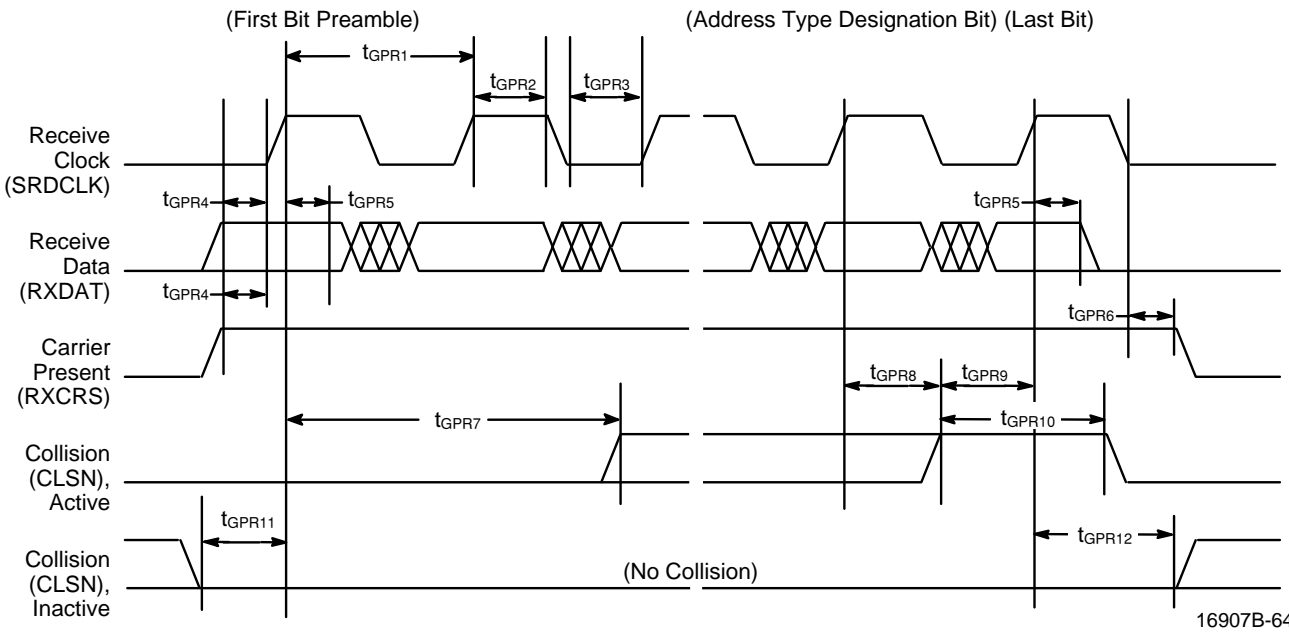 (First Bit Preamble)
(Address Type Designation Bit) (Last Bit)
tGPR1
tGPR2
tGPR3
Receive
Clock
(SRDCLK)
tGPR4
tGPR5
tGPR5
Receive
Data
(RXDAT)
tGPR4
tGPR6
Carrier
Present
(RXCRS)
tGPR8
tGPR9
tGPR7
tGPR10
Collision
(CLSN),
Active
tGPR11
tGPR12
Collision
(CLSN),
Inactive
(No Collision)
16907B-64